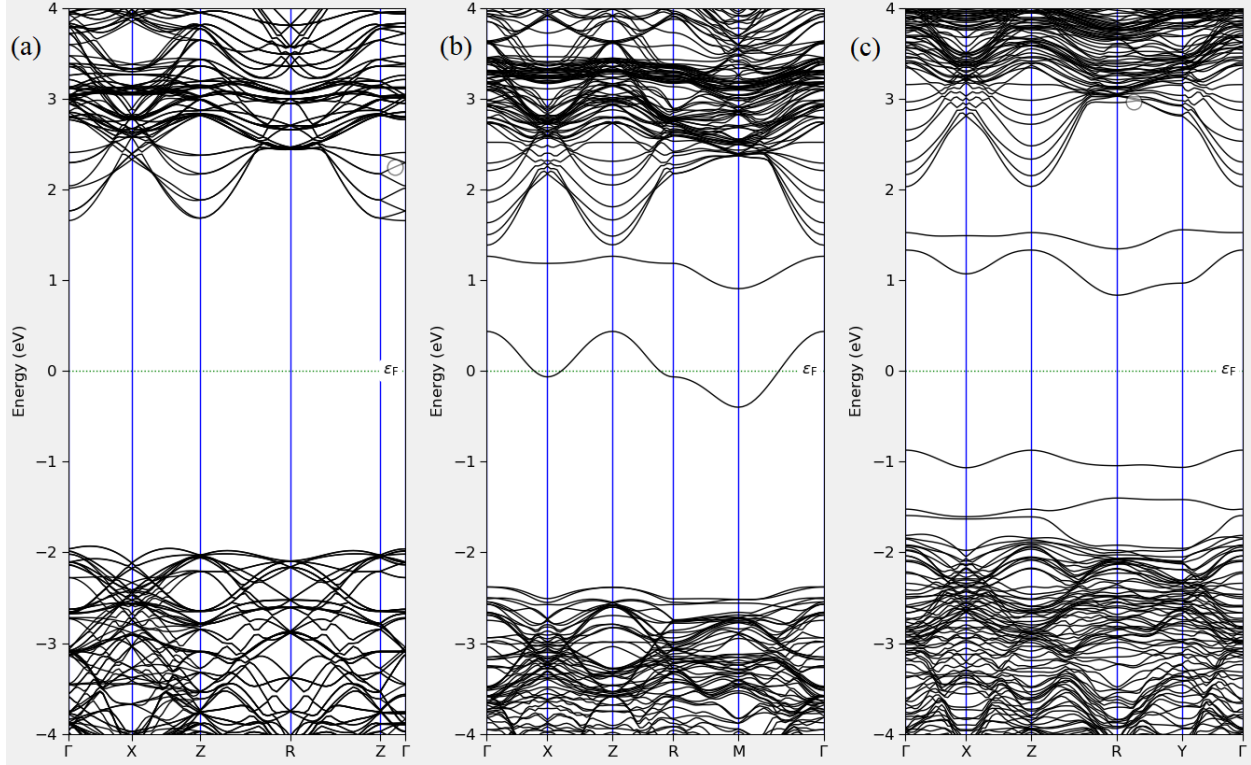 (a)
Energy (eV)
4
3
2
1
0
−1
−2
−3
−4
εF
Γ X Z R Z Γ
(b)
Energy (eV)
4
3
2
1
0
−1
−2
−3
−4
εF
Γ X Z R M Γ
(c)
Energy (eV)
4
3
2
1
0
−1
−2
−3
−4
εF
Γ X Z R Y Γ